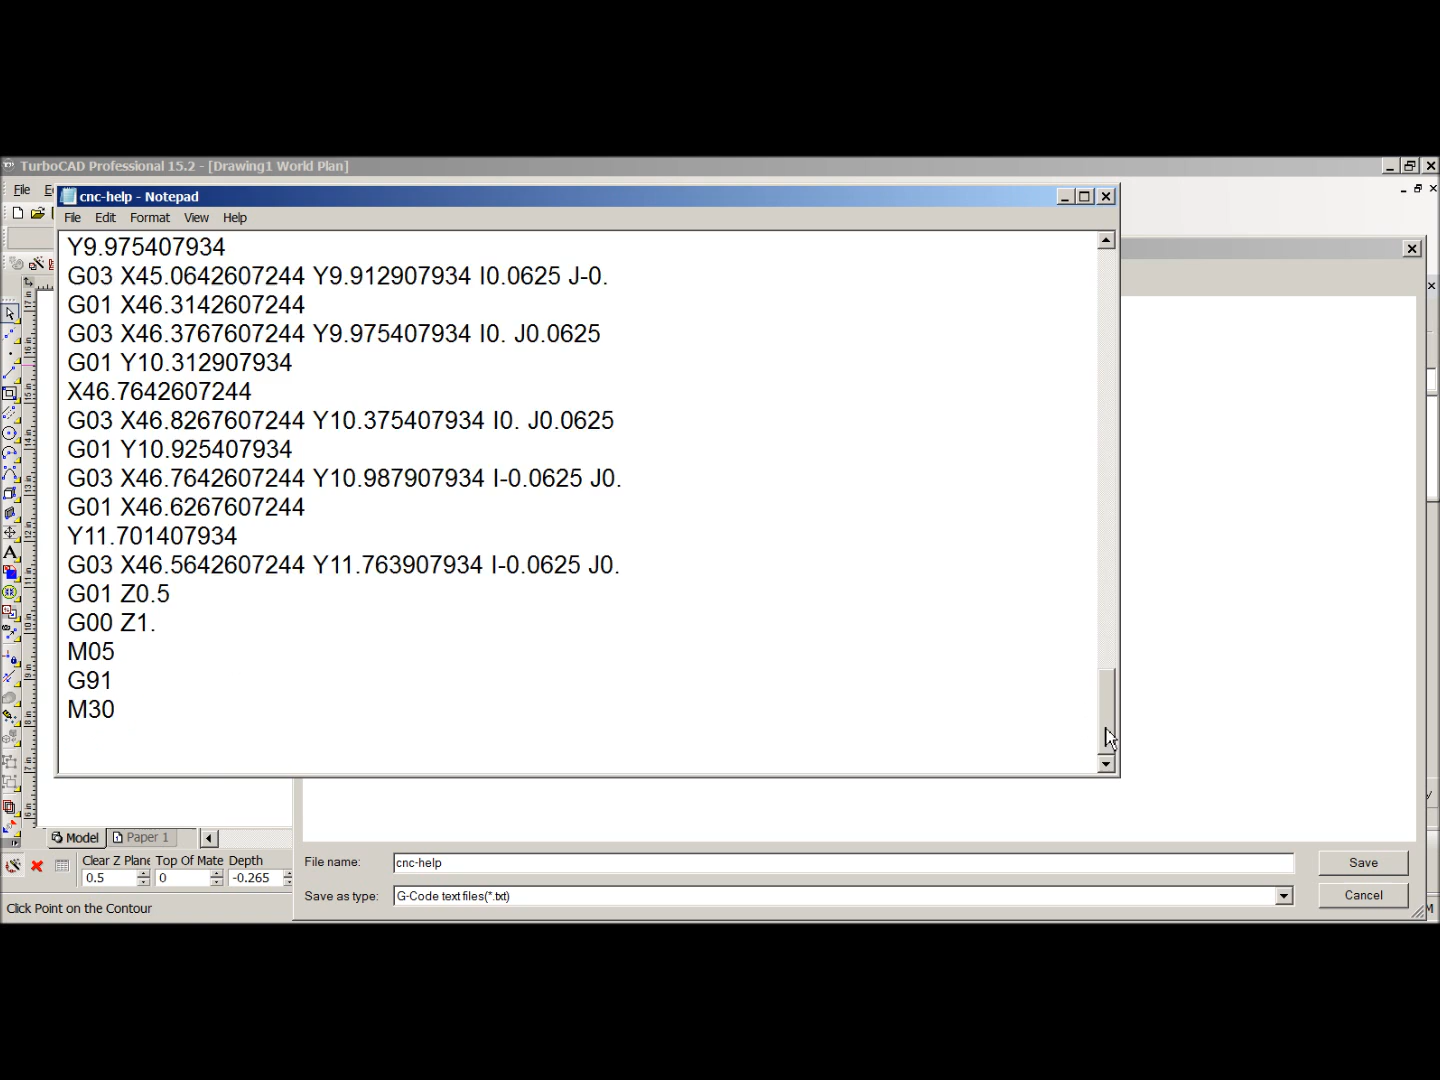 TurboCAD Professional 15.2 - [Drawing1 World Plan]
File
cnc-help - Notepad
File Edit Format View Help
Y9.975407934
G03 X45.0642607244 Y9.912907934 I0.0625 J-0.
G01 X46.3142607244
G03 X46.3767607244 Y9.975407934 I0. J0.0625
G01 Y10.312907934
X46.7642607244
G03 X46.8267607244 Y10.375407934 I0. J0.0625
G01 Y10.925407934
G03 X46.7642607244 Y10.987907934 I-0.0625 J0.
G01 X46.6267607244
Y11.701407934
G03 X46.5642607244 Y11.763907934 I-0.0625 J0.
G01 Z0.5
G00 Z1.
M05
G91
M30
Model Paper 1
Clear Z Plane Top Of Mate Depth
0.5 0 -0.265
Click Point on the Contour
File name: cnc-help Save
Save as type: G-Code text files(*.txt) Cancel